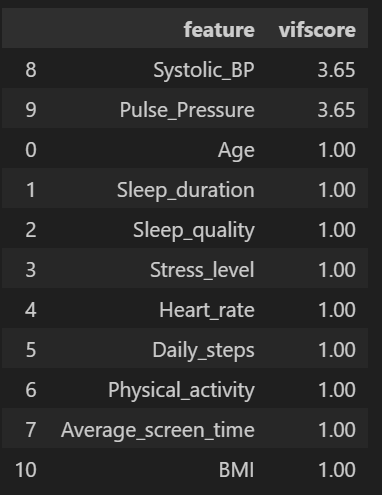 feature vifscore
8 Systolic_BP 3.65
9 Pulse_Pressure 3.65
0 Age 1.00
1 Sleep_duration 1.00
2 Sleep_quality 1.00
3 Stress_level 1.00
4 Heart_rate 1.00
5 Daily_steps 1.00
6 Physical_activity 1.00
7 Average_screen_time 1.00
10 BMI 1.00